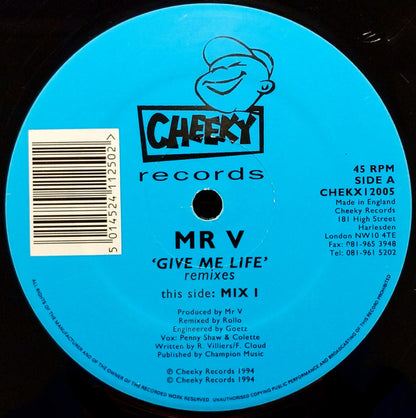 CHEEKY
records
5 014524 112502 >
45 RPM
SIDE A
CHEKX12005
Made in England
Cheeky Records
181 High Street
Harlesden
London NW10 4TE
Fax: 081-965 3948
Tel: 081-961 5202
MR V
'GIVE ME LIFE'
remixes
this side: MIX I
Produced by Mr V
Remixed by Rollo
Engineered by Goetz
Vox: Penny Shaw & Colette
Written by R. Villiers/F. Cloud
Published by Champion Music
℗ Cheeky Records 1994
© Cheeky Records 1994
ALL RIGHTS OF THE MANUFACTURER AND OF THE OWNER OF THE RECORDED WORK RESERVED. UNAUTHORISED COPYING PUBLIC PERFORMANCE AND BROADCASTING OF THIS RECORD PROHIBITED